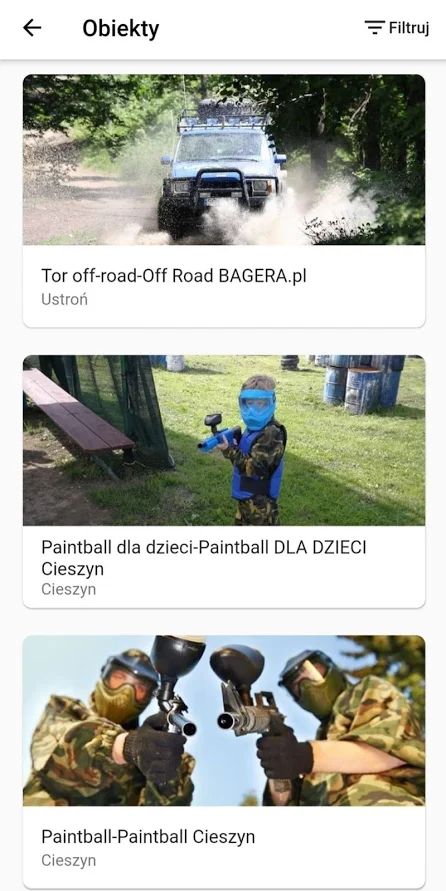 Obiekty
Filtruj
Tor off-road-Off Road BAGERA.pl
Ustroń
Paintball dla dzieci-Paintball DLA DZIECI
Cieszyn
Cieszyn
Paintball-Paintball Cieszyn
Cieszyn